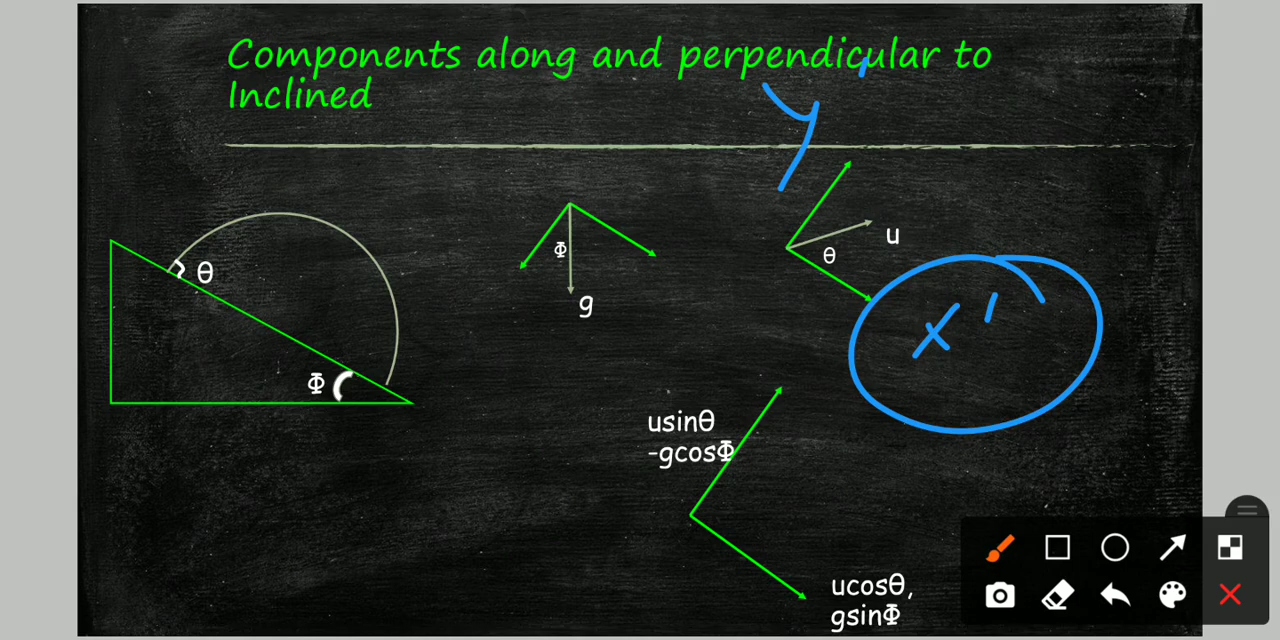 Components along and perpendicular to
Inclined
y'
θ
Φ
Φ
g
u
θ
x'
usinθ
-gcosΦ
ucosθ,
gsinΦ